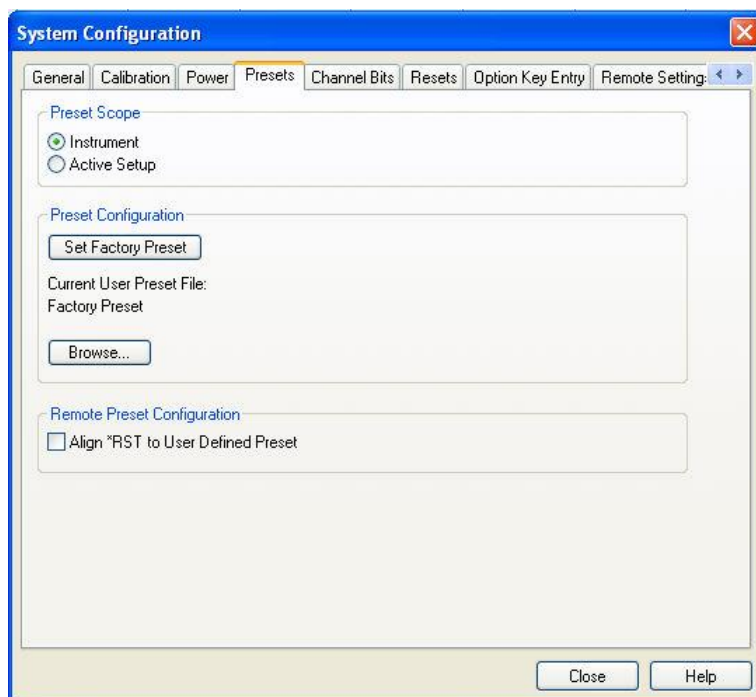 System Configuration
General Calibration Power Presets Channel Bits Resets Option Key Entry Remote Setting
Preset Scope
Instrument
Active Setup
Preset Configuration
Set Factory Preset
Current User Preset File:
Factory Preset
Browse...
Remote Preset Configuration
Align *RST to User Defined Preset
Close Help